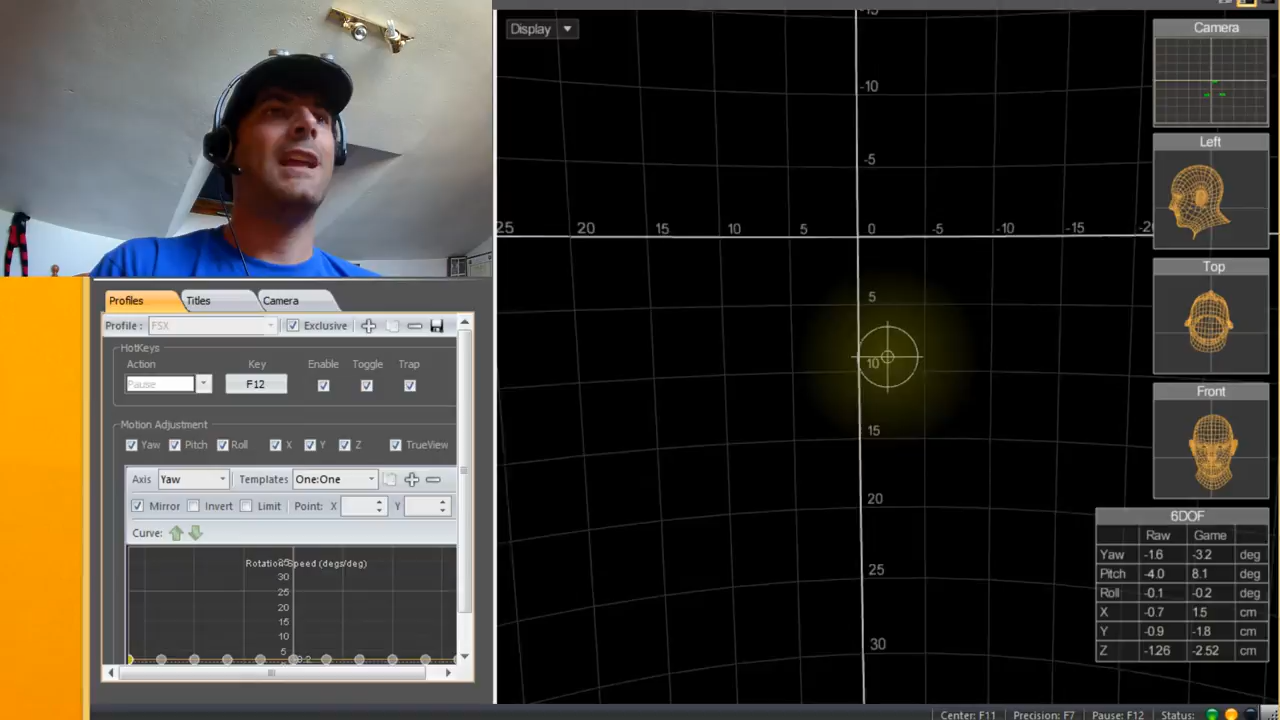 Display
-15
-10
-5
25 20 15 10 5 0 -5 -10 -15 -20
5
10
15
20
25
30
Camera
Left
Top
Front
6DOF
Raw Game
Yaw -1.6 -3.2 deg
Pitch -4.0 8.1 deg
Roll -0.1 -0.2 deg
X -0.7 1.5 cm
Y -0.9 -1.8 cm
Z -1.26 -2.52 cm
Profiles Titles Camera
Profile : FSX Exclusive
HotKeys
Action Key Enable Toggle Trap
Pause F12
Motion Adjustment
Yaw Pitch Roll X Y Z TrueView
Axis Yaw Templates One:One
Mirror Invert Limit Point: X Y
Curve:
Rotation Speed (degs/deg)
30
25
20
15
10
5
Center: F11 Precision: F7 Pause: F12 Status: